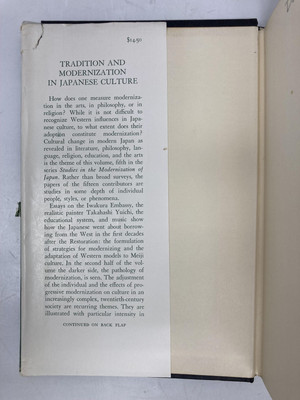 $14.50
TRADITION AND
MODERNIZATION
IN JAPANESE CULTURE
How does one measure moderniza-
tion in the arts, in philosophy, or in
religion? While it is not difficult to
recognize Western influences in Japa-
nese culture, to what extent does their
adoption constitute modernization?
Cultural change in modern Japan as
revealed in literature, philosophy, lan-
guage, religion, education, and the arts
is the theme of this volume, fifth in the
series Studies in the Modernization of
Japan. Rather than broad surveys, the
papers of the fifteen contributors are
studies in some depth of individual
people, styles, or phenomena.
Essays on the Iwakura Embassy, the
realistic painter Takahashi Yuichi, the
educational system, and music show
how the Japanese went about borrow-
ing from the West in the first decades
after the Restoration: the formulation
of strategies for modernizing and the
adaptation of Western models to Meiji
culture. In the second half of the vol-
ume the darker side, the pathology of
modernization, is seen. The adjustment
of the individual and the effects of pro-
gressive modernization on culture in an
increasingly complex, twentieth-century
society are recurring themes. They are
illustrated with particular intensity in
CONTINUED ON BACK FLAP